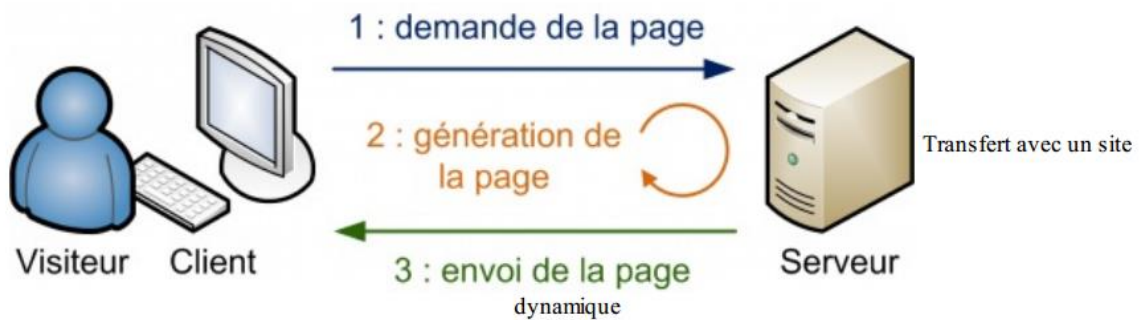 1 : demande de la page
2 : génération de
la page
Transfert avec un site
Visiteur Client
3 : envoi de la page
Serveur
dynamique